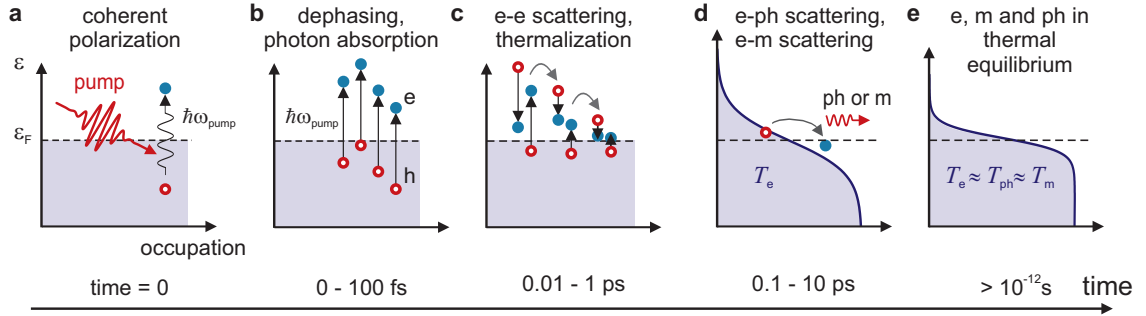 a
coherent
polarization
ε
pump
ħω_pump
ε_F
occupation
time = 0
b
dephasing,
photon absorption
e
ħω_pump
h
0 - 100 fs
c
e-e scattering,
thermalization
0.01 - 1 ps
d
e-ph scattering,
e-m scattering
ph or m
T_e
0.1 - 10 ps
e
e, m and ph in
thermal
equilibrium
T_e ≈ T_ph ≈ T_m
> 10⁻¹²s
time